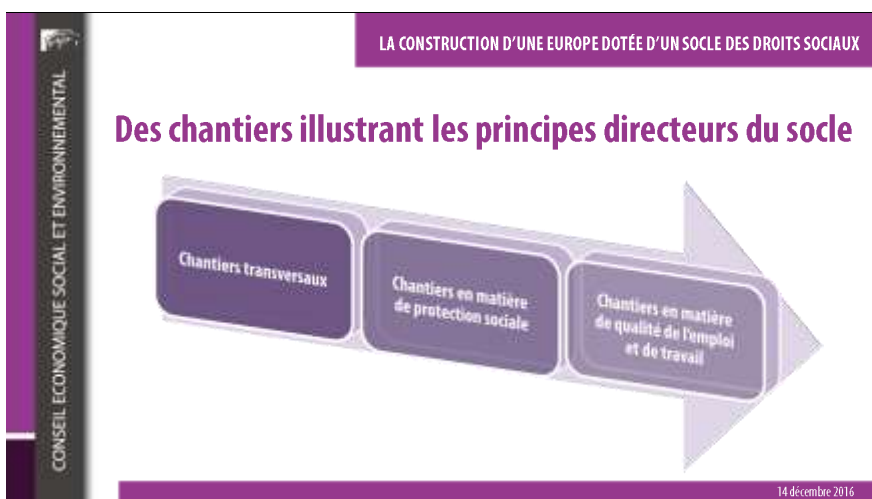 LA CONSTRUCTION D'UNE EUROPE DOTÉE D'UN SOCLE DES DROITS SOCIAUX
CONSEIL ECONOMIQUE SOCIAL ET ENVIRONNEMENTAL
Des chantiers illustrant les principes directeurs du socle
Chantiers transversaux
Chantiers en matière
de protection sociale
Chantiers en matière
de qualité de l'emploi
et de travail
14 décembre 2016